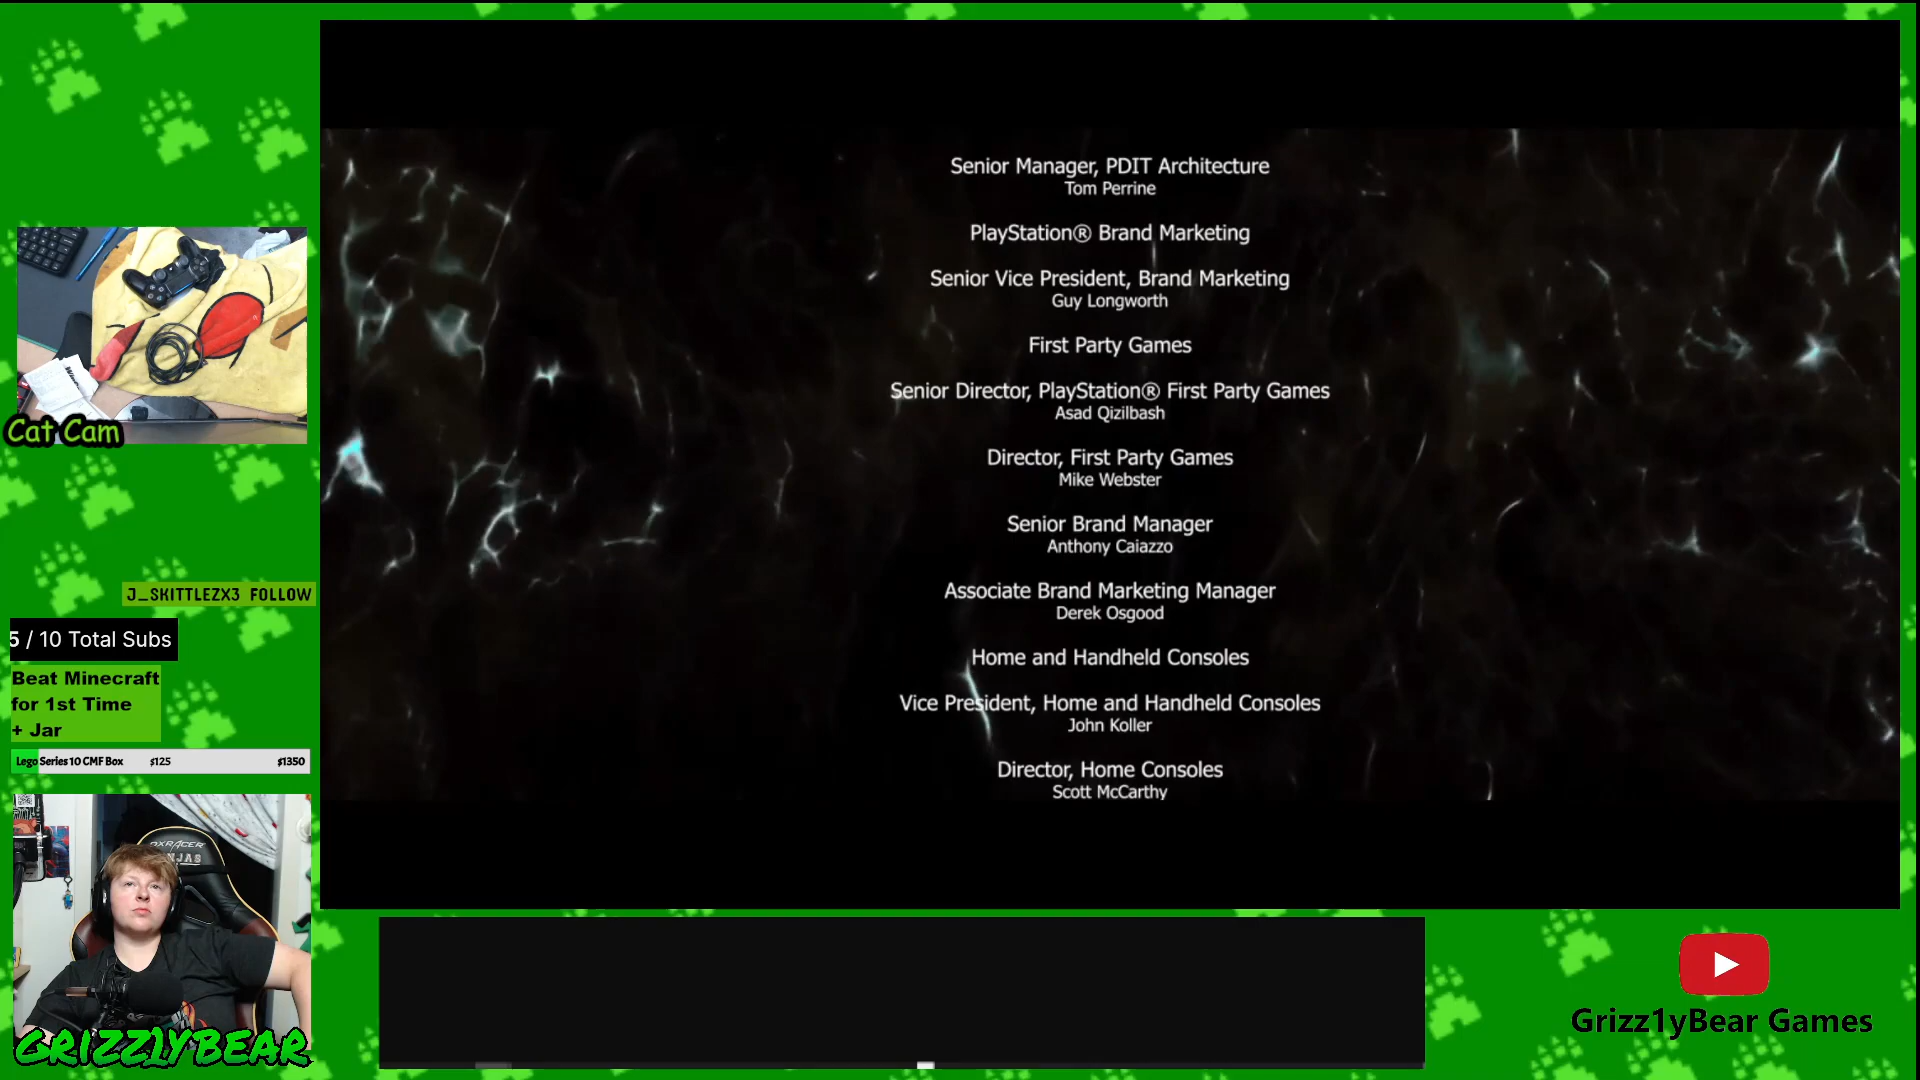 Senior Manager, PDIT Architecture
Tom Perrine
PlayStation® Brand Marketing
Senior Vice President, Brand Marketing
Guy Longworth
First Party Games
Senior Director, PlayStation® First Party Games
Asad Qizilbash
Director, First Party Games
Mike Webster
Senior Brand Manager
Anthony Caiazzo
Associate Brand Marketing Manager
Derek Osgood
Home and Handheld Consoles
Vice President, Home and Handheld Consoles
John Koller
Director, Home Consoles
Scott McCarthy
Cat Cam
J_SKITTLEZX3 FOLLOW
5 / 10 Total Subs
Beat Minecraft
for 1st Time
+ Jar
Lego Series 10 CMF Box $125 $1350
DXRACER
GRIZZ1YBEAR
Grizz1yBear Games